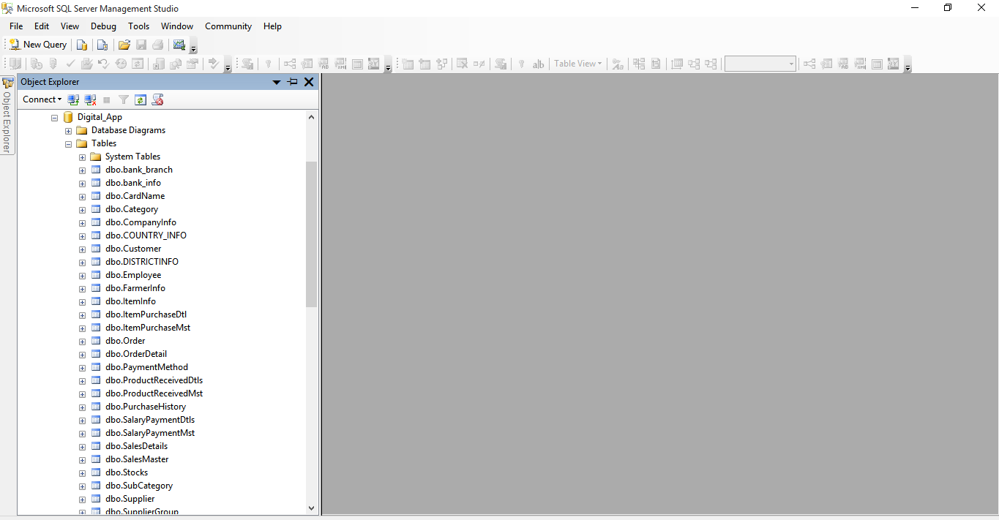 Microsoft SQL Server Management Studio
File Edit View Debug Tools Window Community Help
New Query
Table View
Object Explorer
Object Explorer
Connect
Digital_App
Database Diagrams
Tables
System Tables
dbo.bank_branch
dbo.bank_info
dbo.CardName
dbo.Category
dbo.CompanyInfo
dbo.COUNTRY_INFO
dbo.Customer
dbo.DISTRICTINFO
dbo.Employee
dbo.FarmerInfo
dbo.ItemInfo
dbo.ItemPurchaseDtl
dbo.ItemPurchaseMst
dbo.Order
dbo.OrderDetail
dbo.PaymentMethod
dbo.ProductReceivedDtls
dbo.ProductReceivedMst
dbo.PurchaseHistory
dbo.SalaryPaymentDtls
dbo.SalaryPaymentMst
dbo.SalesDetails
dbo.SalesMaster
dbo.Stocks
dbo.SubCategory
dbo.Supplier
dbo.SupplierGroup